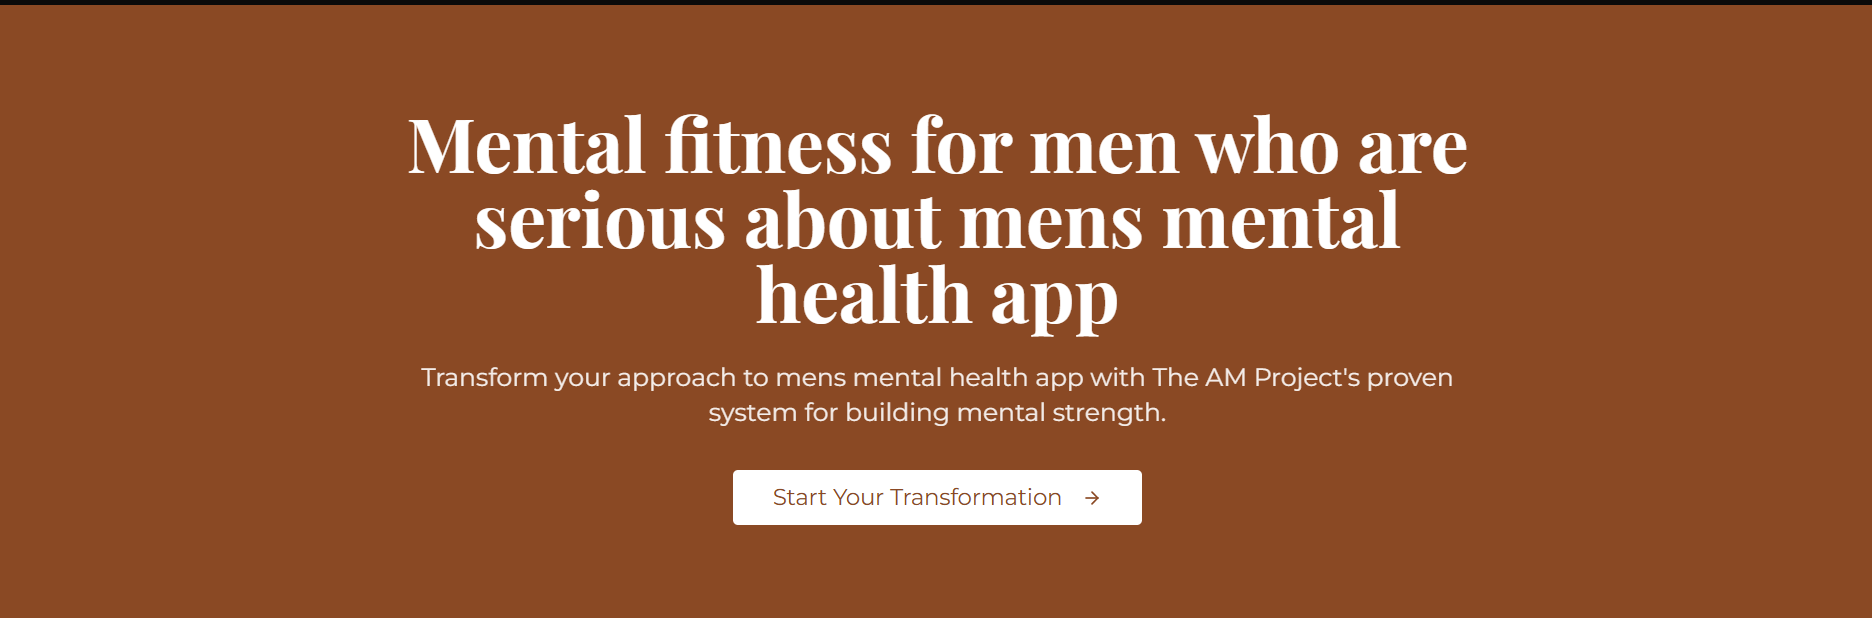 Mental fitness for men who are
serious about mens mental
health app
Transform your approach to mens mental health app with The AM Project's proven
system for building mental strength.
Start Your Transformation →